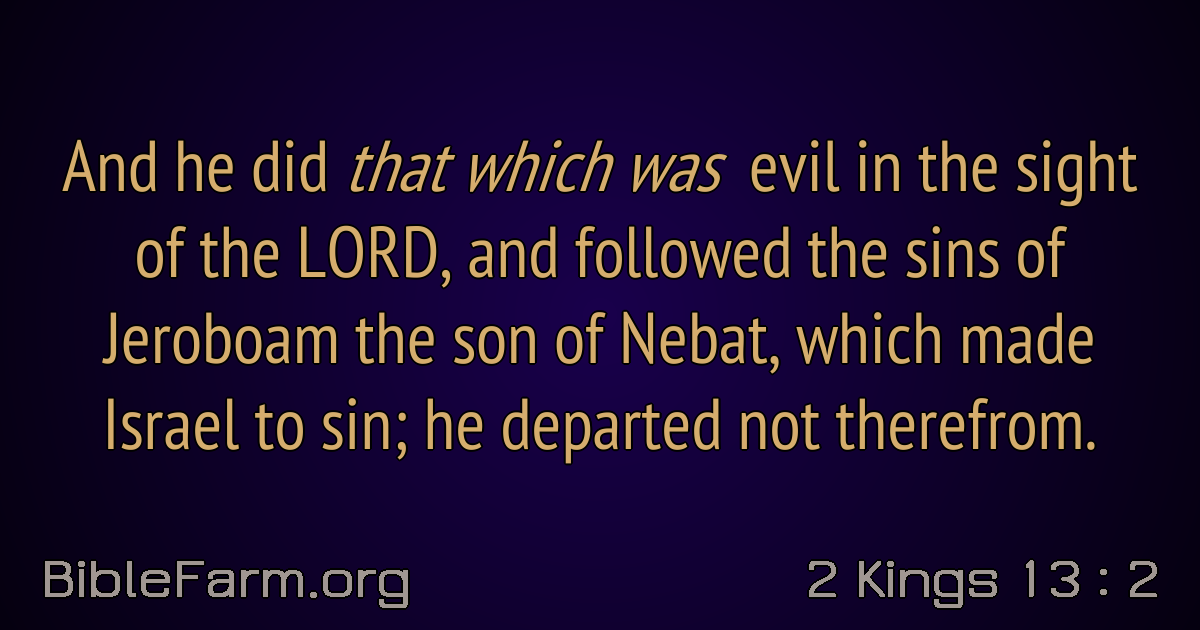 And he did that which was evil in the sight
of the LORD, and followed the sins of
Jeroboam the son of Nebat, which made
Israel to sin; he departed not therefrom.
BibleFarm.org
2 Kings 13 : 2